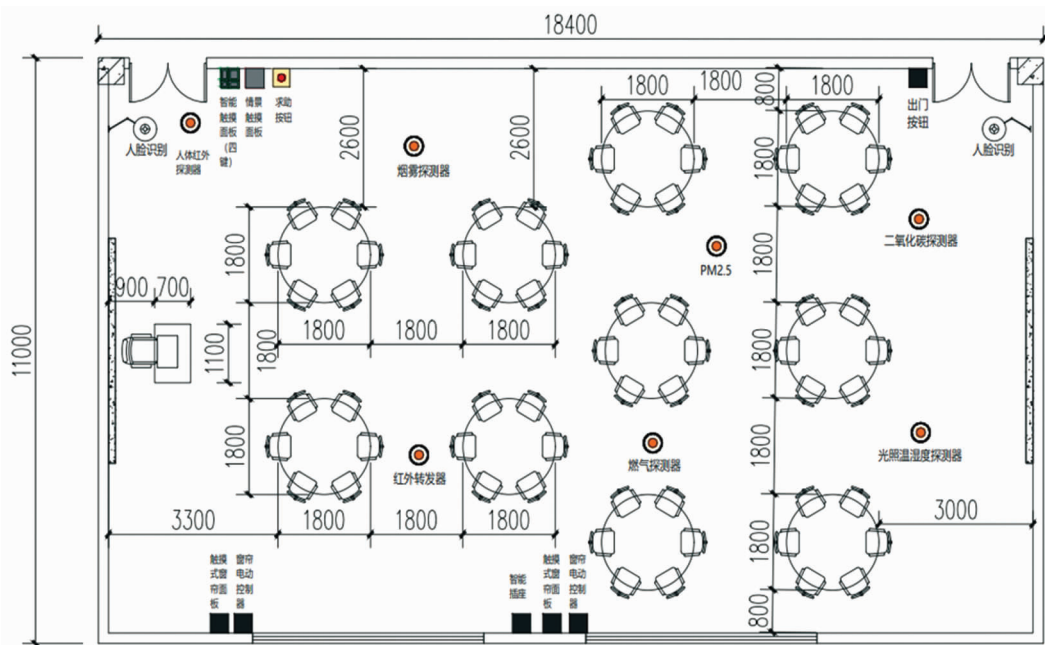 18400
1800
1800
1800
800
智能
触摸
面板
（四
键）
情景
触摸
面板
求助
按钮
出门
按钮
人脸识别
人体红外
探测器
2600
烟雾探测器
2600
1800
人脸识别
二氧化碳探测器
PM2.5
1800
1800
900
700
1100
1800
1800
1800
1800
1800
11000
1800
1800
红外转发器
燃气探测器
光照温湿度探测器
3300
1800
1800
1800
3000
1800
触摸
式窗
帘面
板
窗帘
电动
控制
器
智能
插座
触摸
式窗
帘面
板
窗帘
电动
控制
器
800